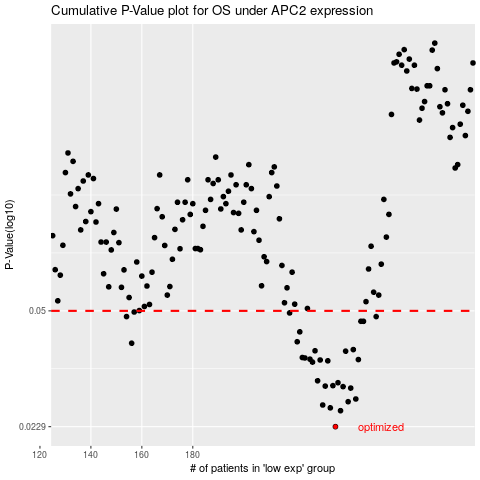 Cumulative P-Value plot for OS under APC2 expression
P-Value(log10)
0.05
0.0229
optimized
120 140 160 180
# of patients in 'low exp' group